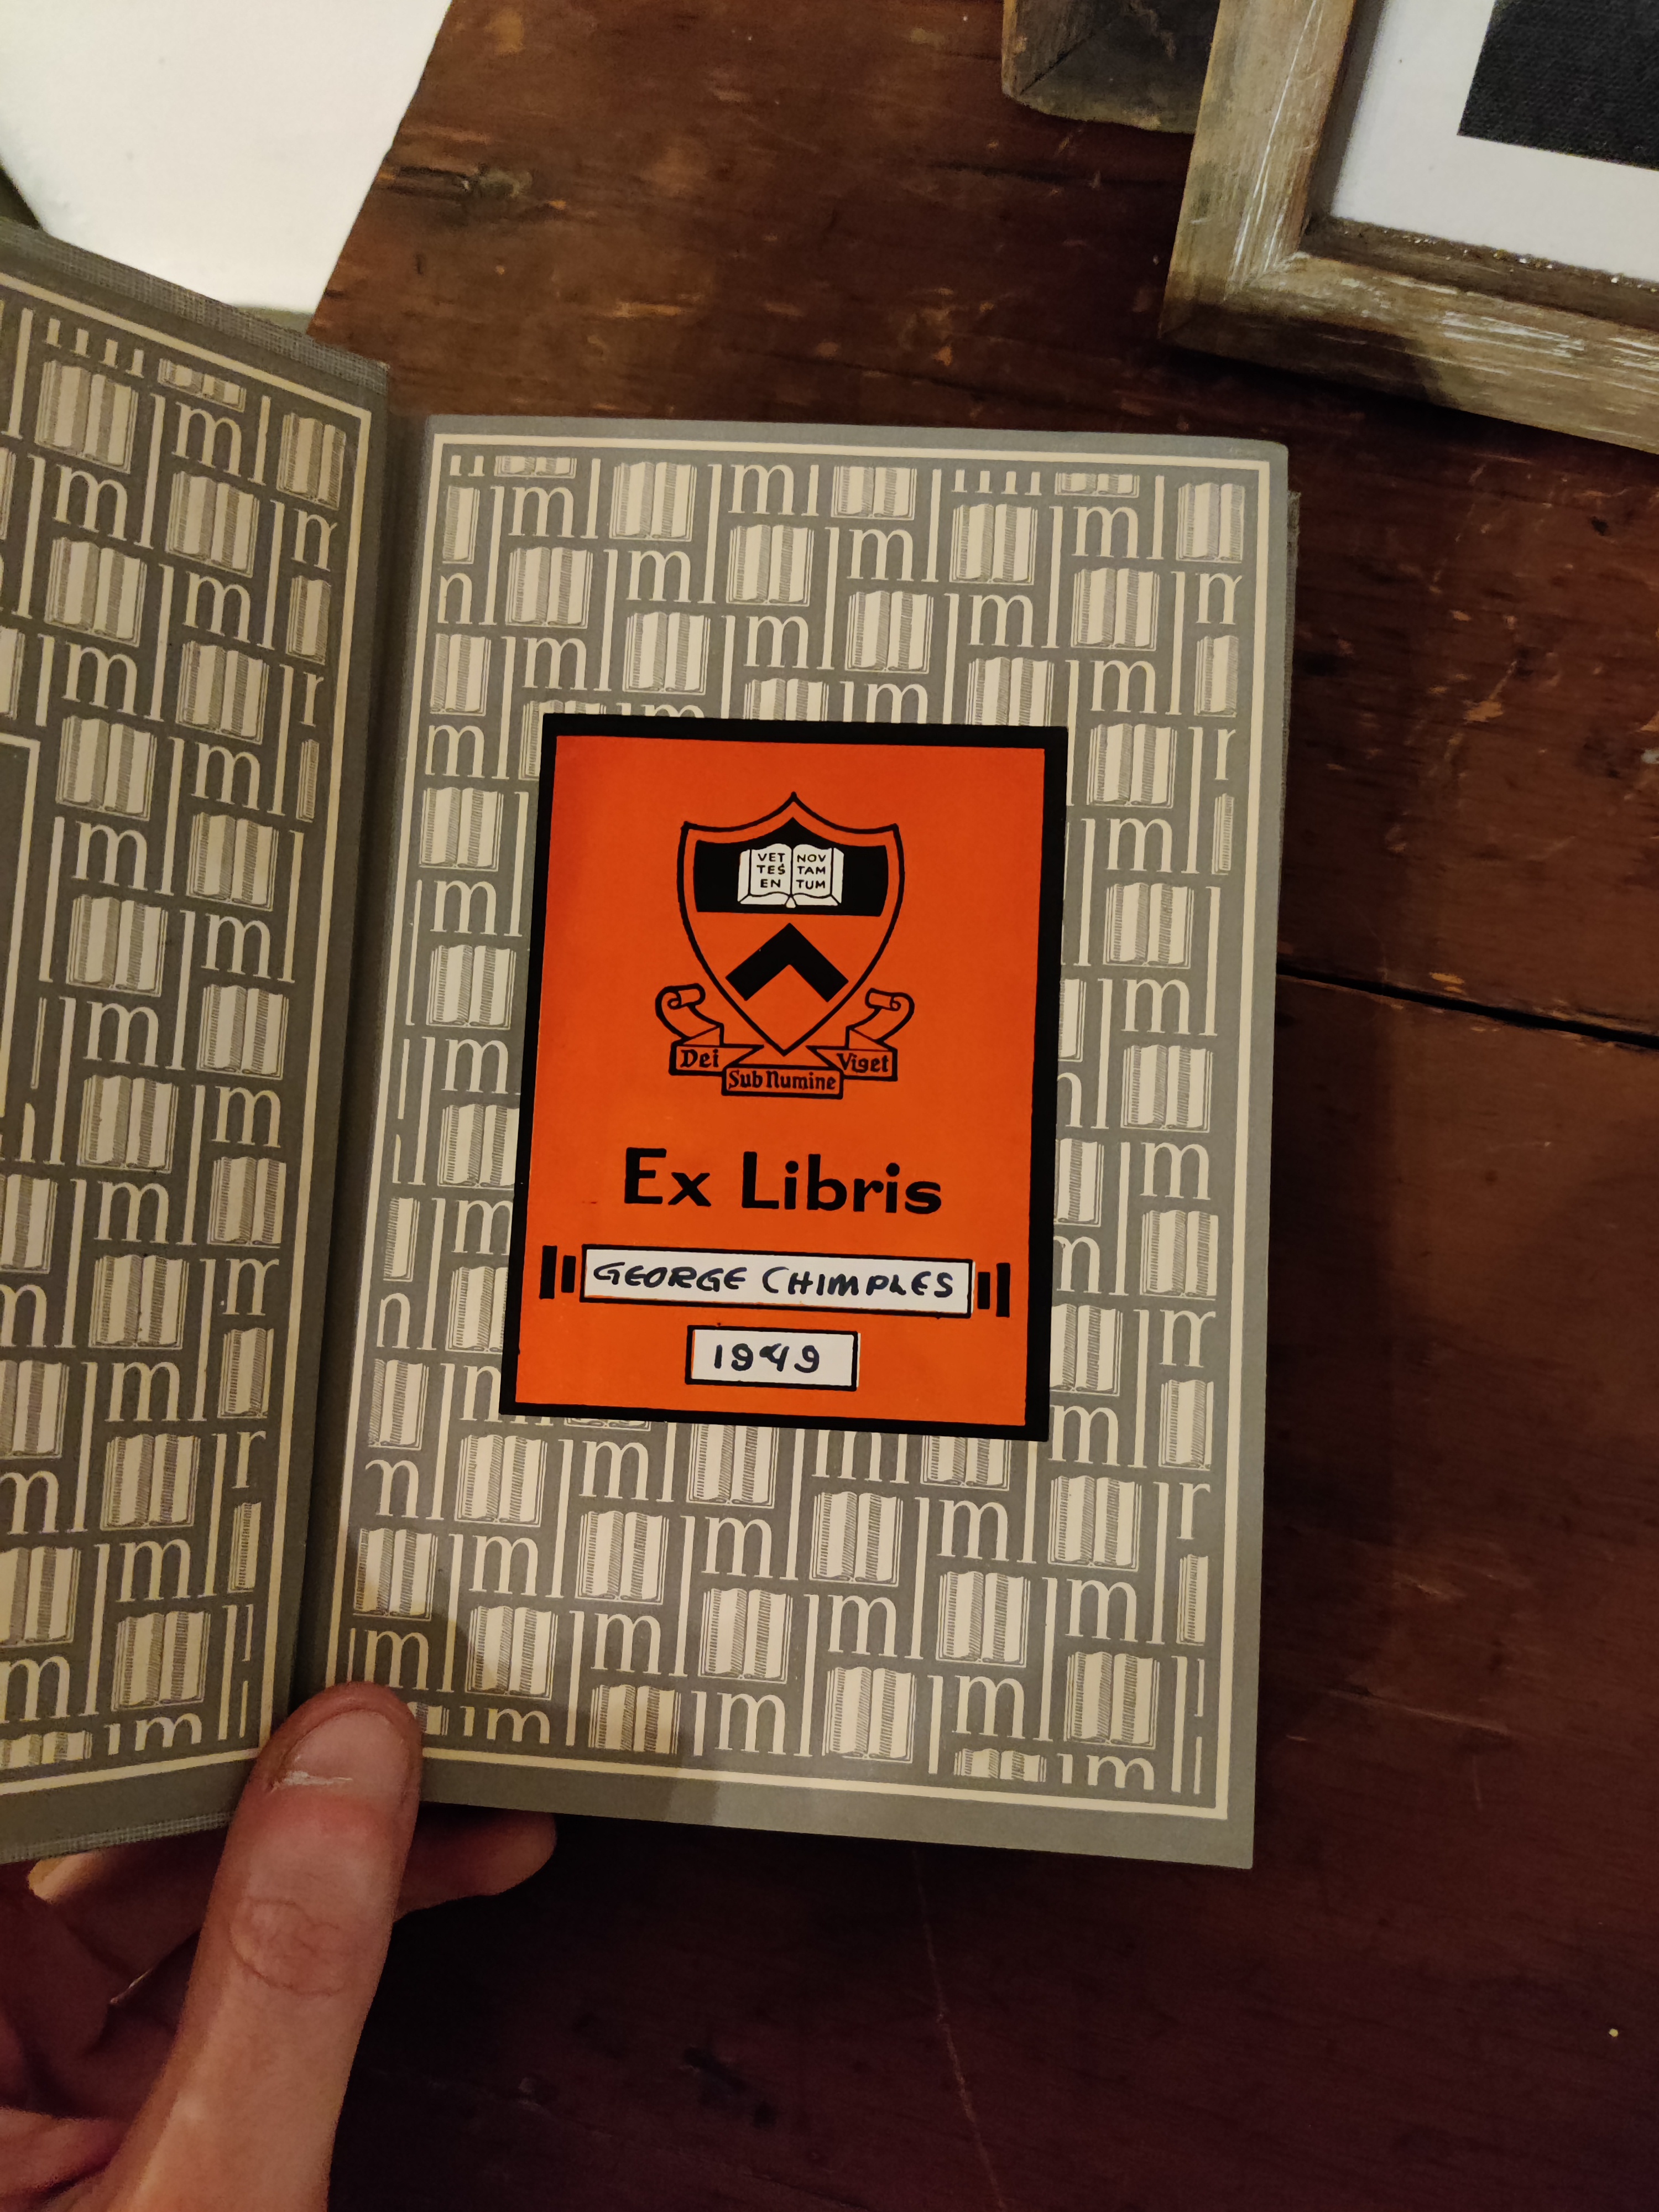 VET NOV
TES TAM
EN TUM
Dei Sub Numine Viget
Ex Libris
GEORGE CHIMPLES
1949